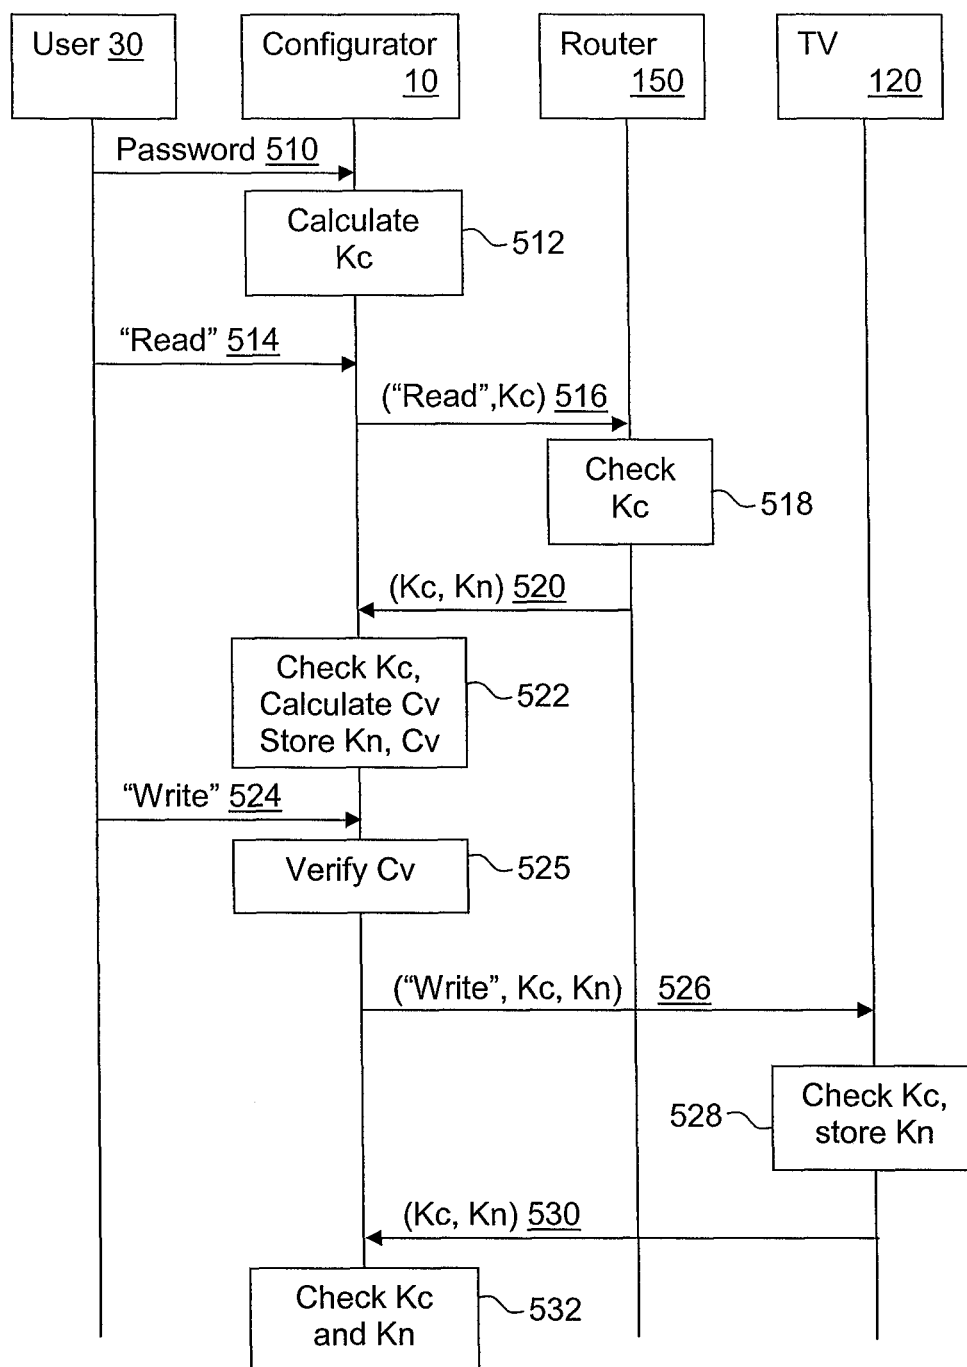 User 30
Configurator
10
Router
150
TV
120
Password 510
Calculate
Kc
512
“Read” 514
(“Read”,Kc) 516
Check
Kc
518
(Kc, Kn) 520
Check Kc,
Calculate Cv
Store Kn, Cv
522
“Write” 524
Verify Cv
525
(“Write”, Kc, Kn) 526
Check Kc,
store Kn
528
(Kc, Kn) 530
Check Kc
and Kn
532